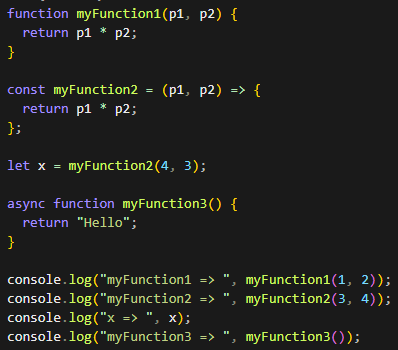 function myFunction1(p1, p2) {
  return p1 * p2;
}

const myFunction2 = (p1, p2) => {
  return p1 * p2;
};

let x = myFunction2(4, 3);

async function myFunction3() {
  return "Hello";
}

console.log("myFunction1 => ", myFunction1(1, 2));
console.log("myFunction2 => ", myFunction2(3, 4));
console.log("x => ", x);
console.log("myFunction3 => ", myFunction3());